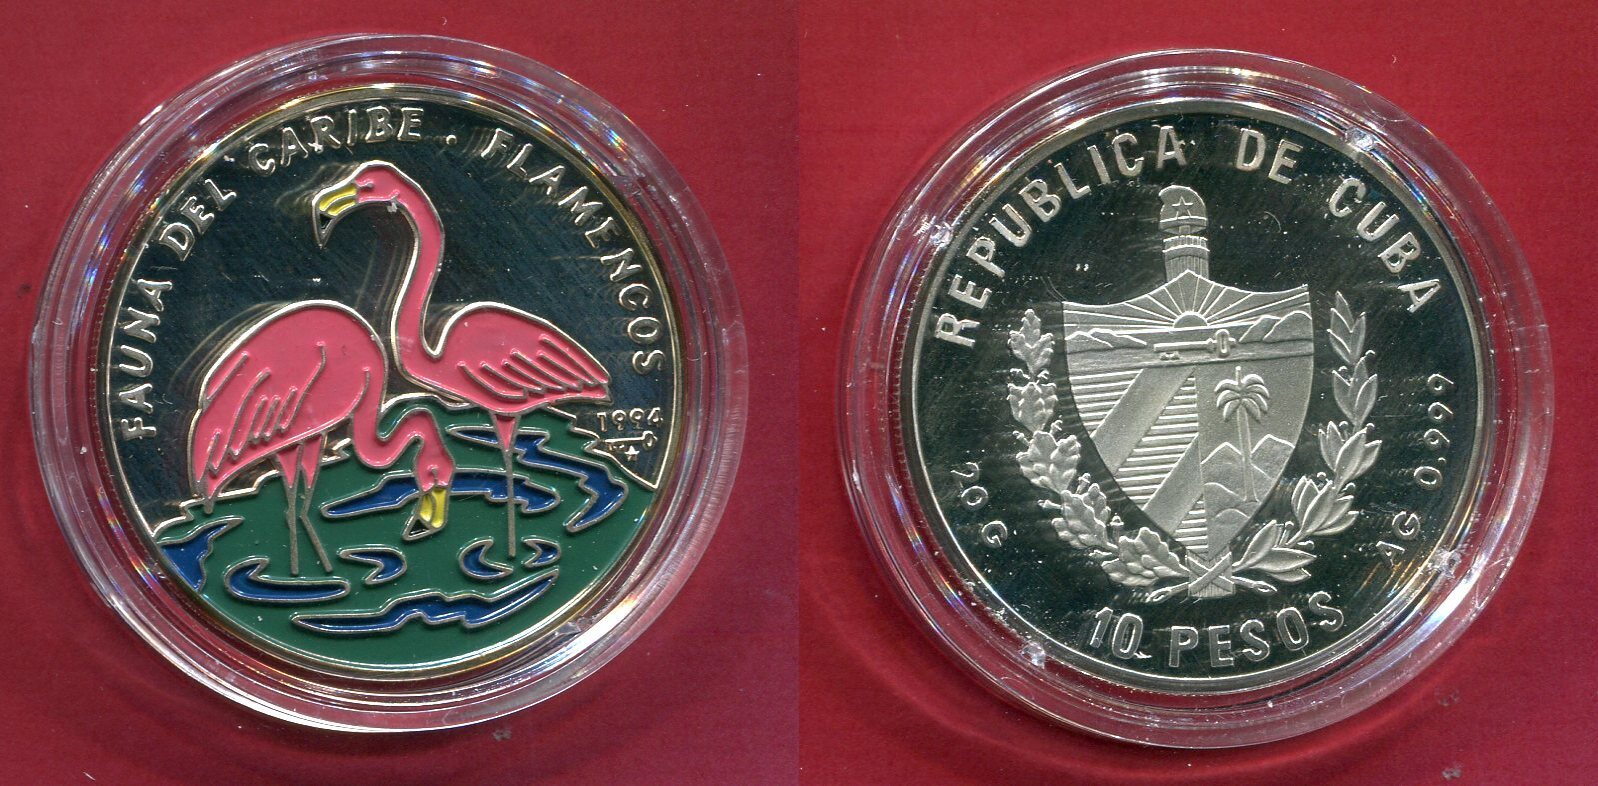 FAUNA DEL CARIBE . FLAMENCOS
1994
REPUBLICA DE CUBA
20 G
AG 0,999
10 PESOS